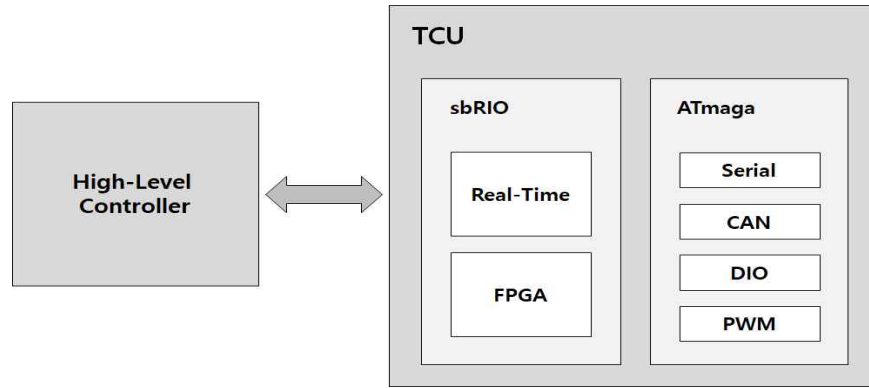 High-Level
Controller
TCU
sbRIO
Real-Time
FPGA
ATmaga
Serial
CAN
DIO
PWM